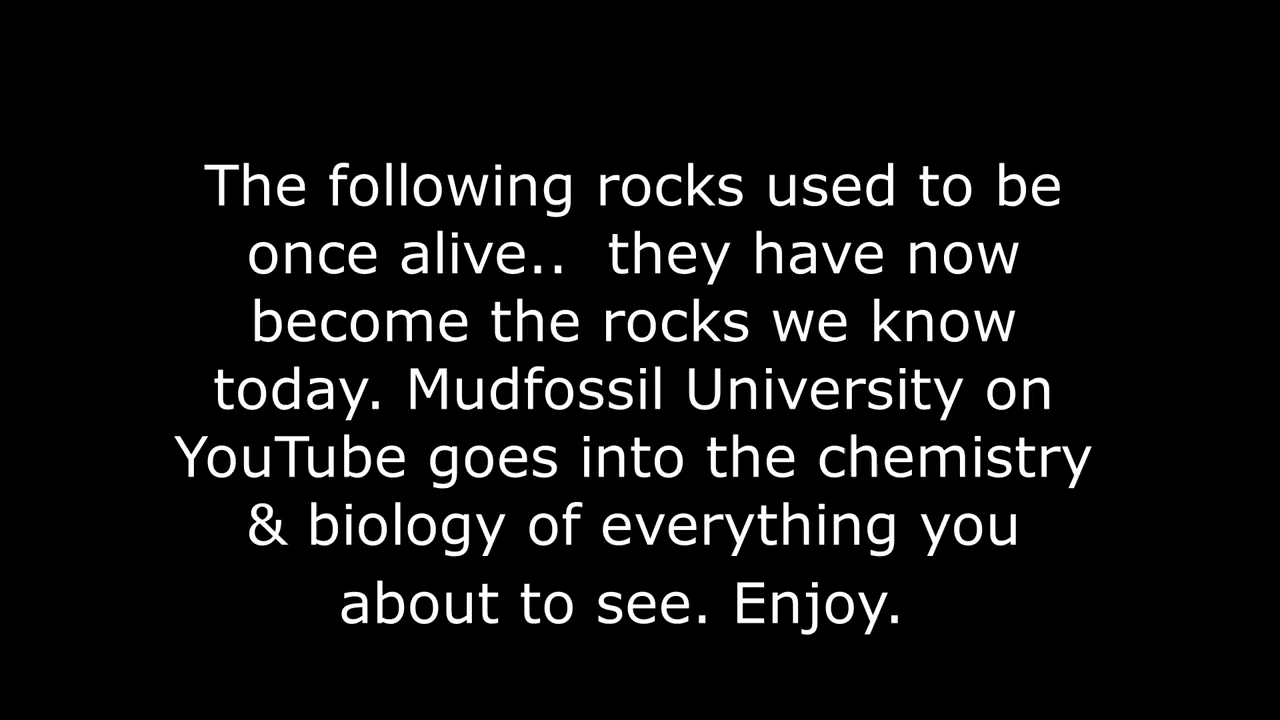 The following rocks used to be
once alive..  they have now
become the rocks we know
today. Mudfossil University on
YouTube goes into the chemistry
& biology of everything you
about to see. Enjoy.